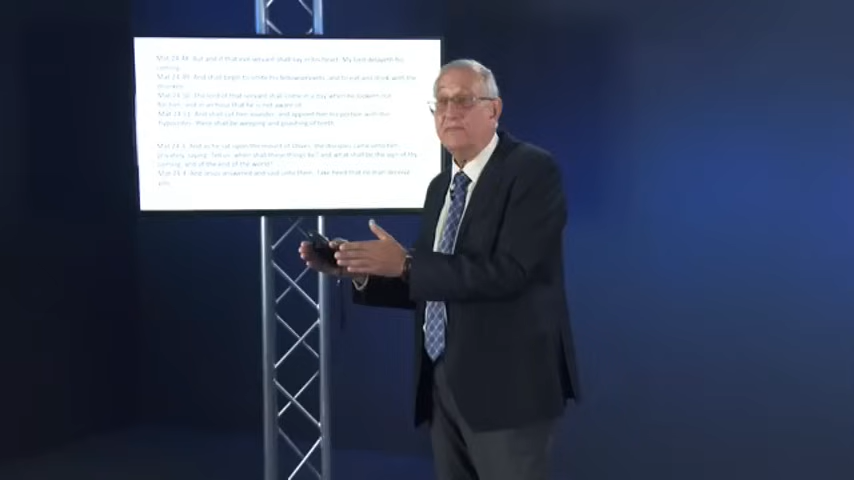 Mat 24:48 But and if that evil servant shall say in his heart, My lord delayeth his
coming;
Mat 24:49 And shall begin to smite his fellowservants, and to eat and drink with the
drunken;
Mat 24:50 The lord of that servant shall come in a day when he looketh not
for him, and in an hour that he is not aware of,
Mat 24:51 And shall cut him asunder, and appoint him his portion with the
hypocrites: there shall be weeping and gnashing of teeth.
Mat 24:3 And as he sat upon the mount of Olives, the disciples came unto him
privately, saying, Tell us, when shall these things be? and what shall be the sign of thy
coming, and of the end of the world?
Mat 24:4 And Jesus answered and said unto them, Take heed that no man deceive
you.